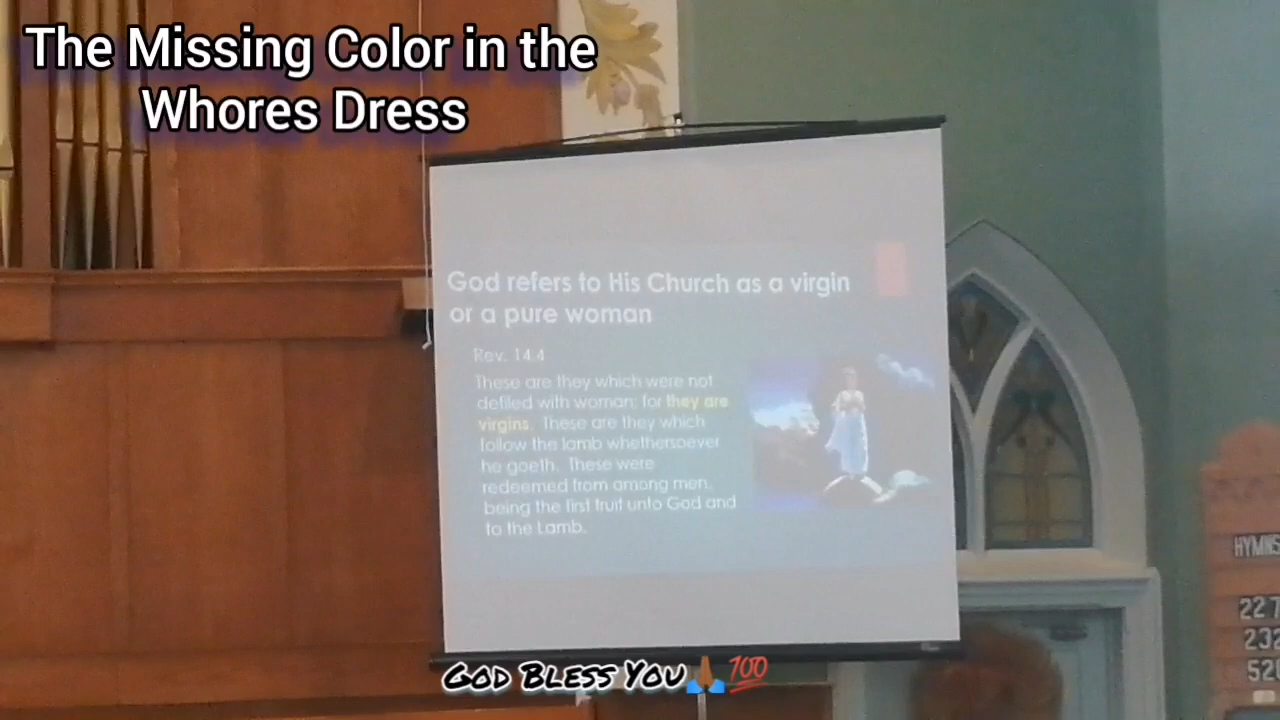 The Missing Color in the
Whores Dress
God refers to His Church as a virgin
or a pure woman
Rev. 14.4
These are they which were not
defiled with woman; for they are
virgins. These are they which
follow the lamb whethersoever
he goeth. These were
redeemed from among men,
being the first fruit unto God and
to the Lamb.
HYMNS
227
232
520
God Bless You🙏🏾💯